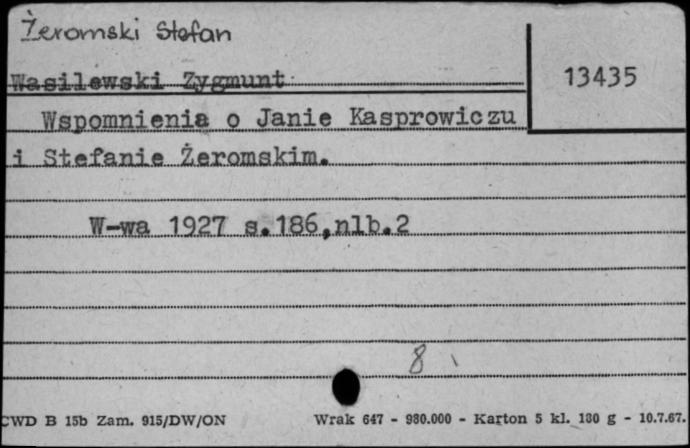 Żeromski Stefan
Wasilewski Zygmunt
13435
Wspomnienia o Janie Kasprowiczu
i Stefanie Żeromskim.
W-wa 1927 s.186,nlb.2
8
CWD B 15b Zam. 915/DW/ON Wrak 647 - 980.000 - Karton 5 kl. 180 g - 10.7.67.